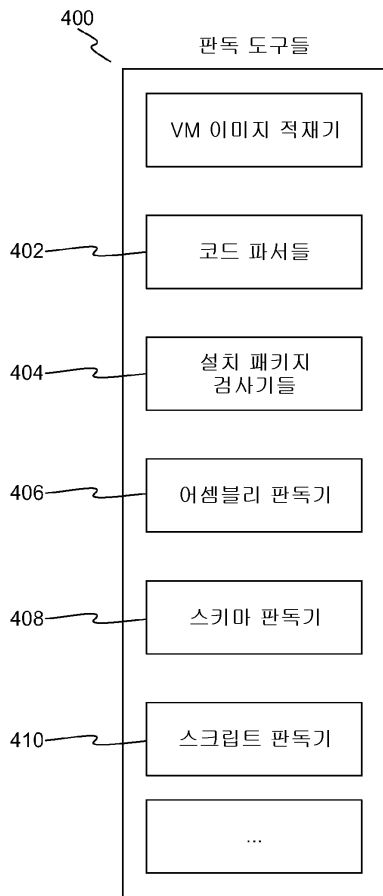 400
판독 도구들
VM 이미지 적재기
402
코드 파서들
404
설치 패키지
검사기들
406
어셈블리 판독기
408
스키마 판독기
410
스크립트 판독기
...